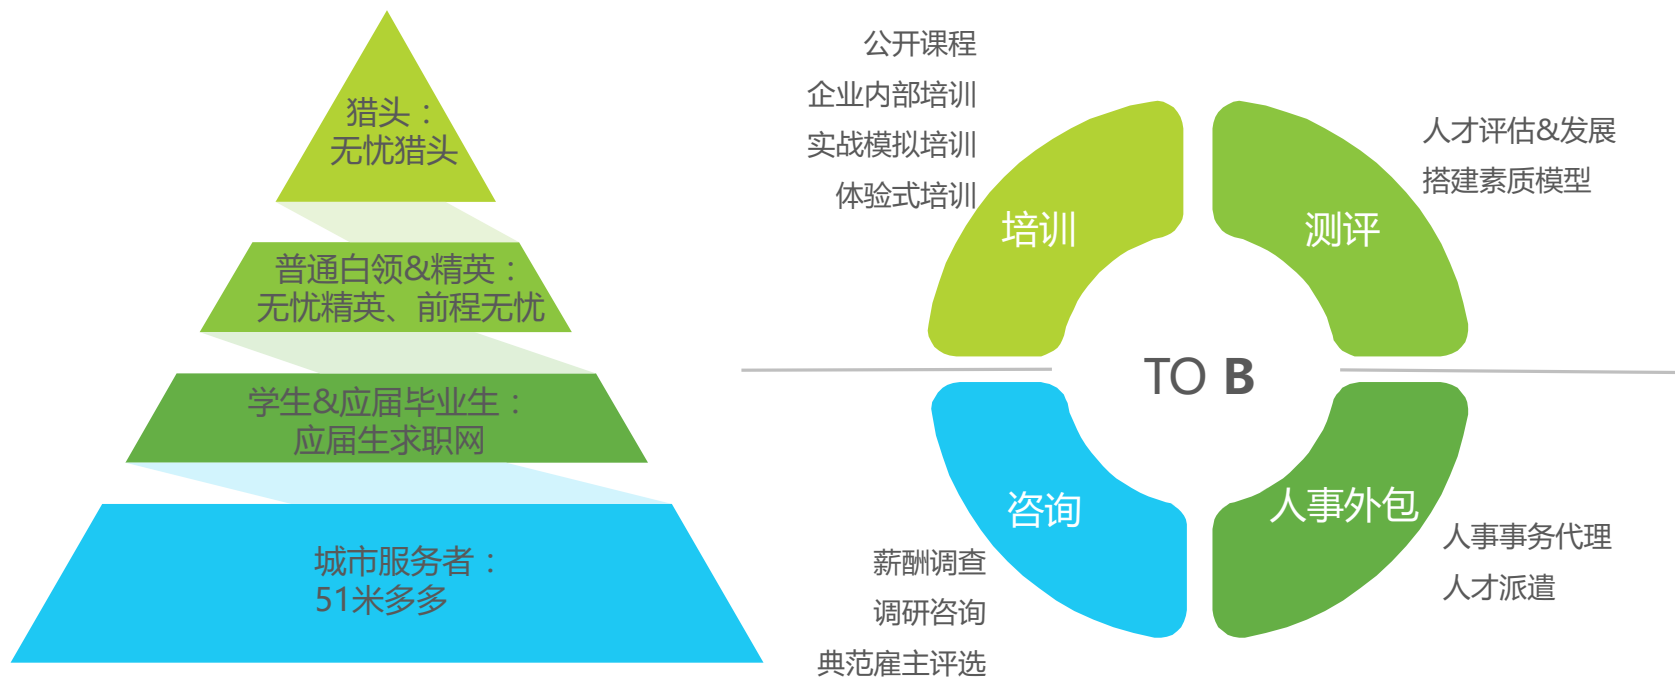 猎头：
无忧猎头
普通白领&精英：
无忧精英、前程无忧
学生&应届毕业生：
应届生求职网
城市服务者：
51米多多
公开课程
企业内部培训
实战模拟培训
体验式培训
培训
测评
人才评估&发展
搭建素质模型
TO B
咨询
薪酬调查
调研咨询
典范雇主评选
人事外包
人事事务代理
人才派遣